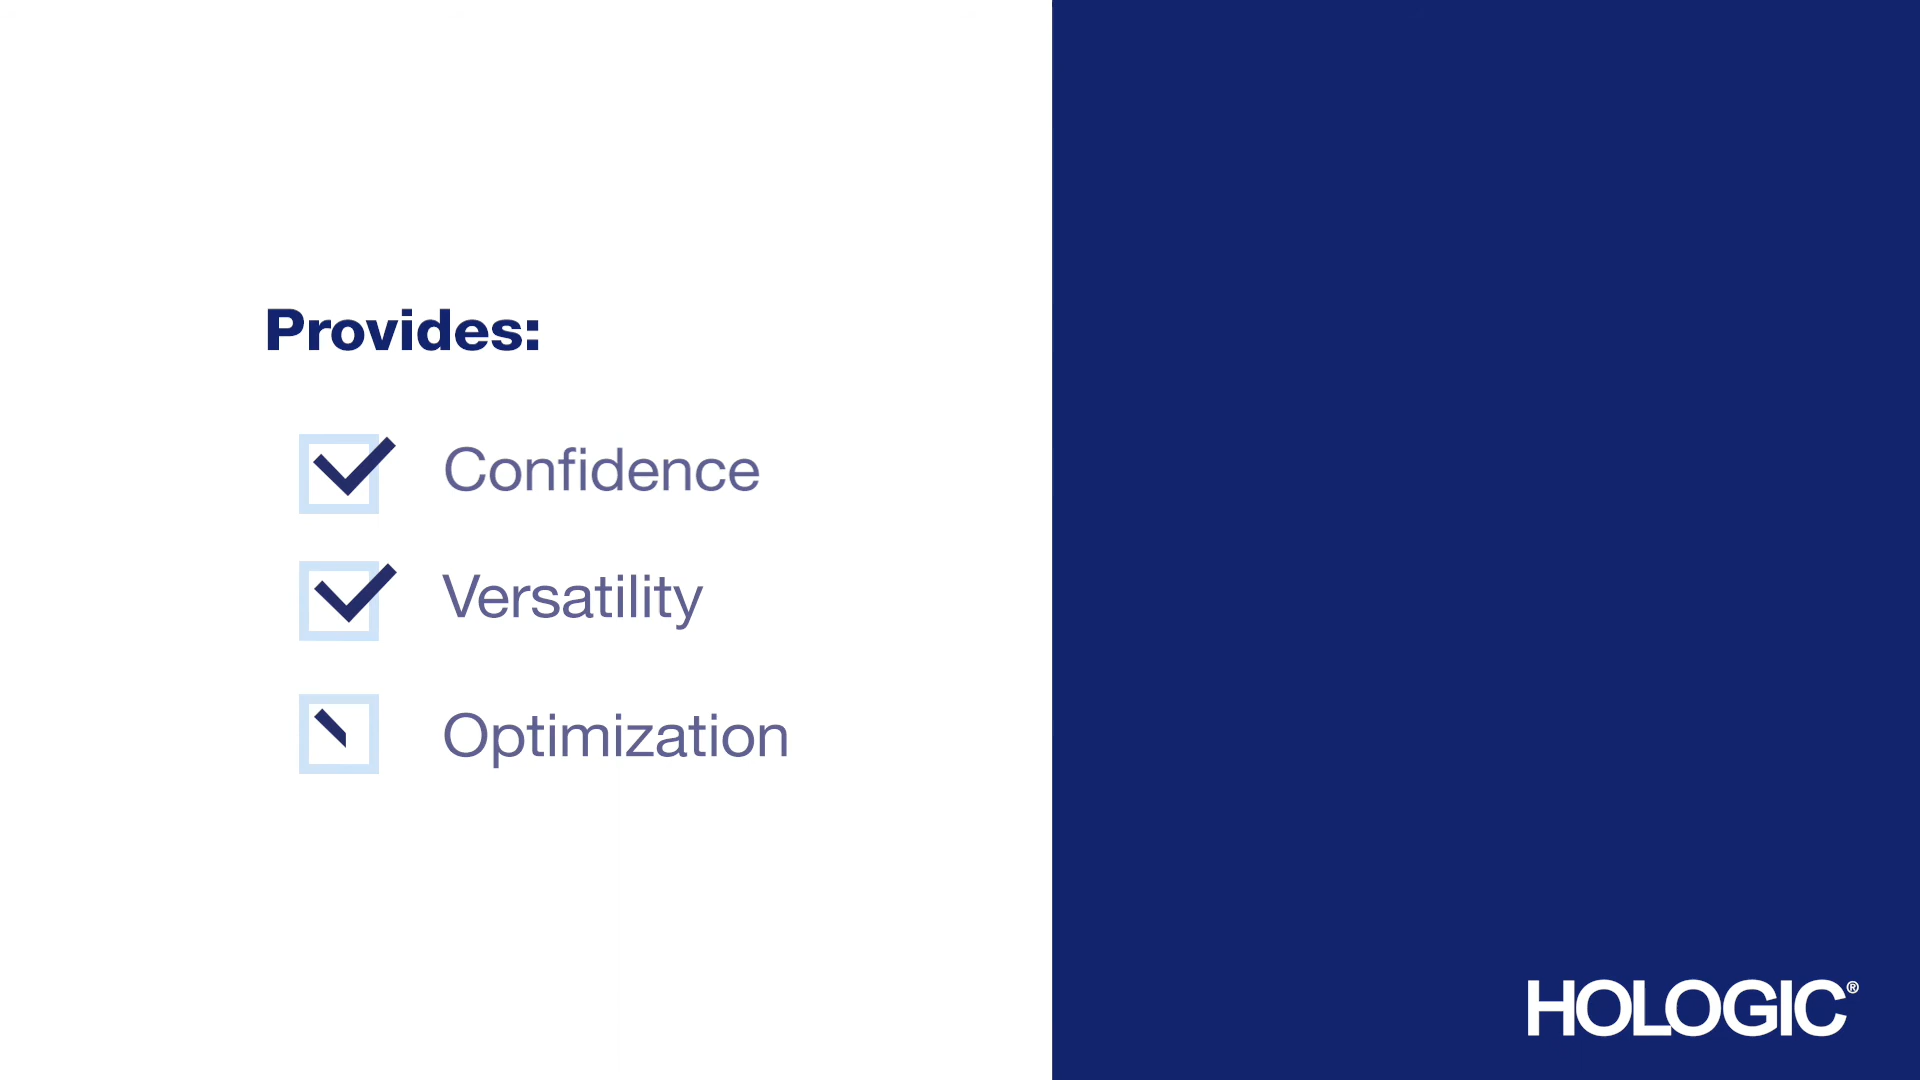 Provides:
Confidence
Versatility
Optimization
HOLOGIC®